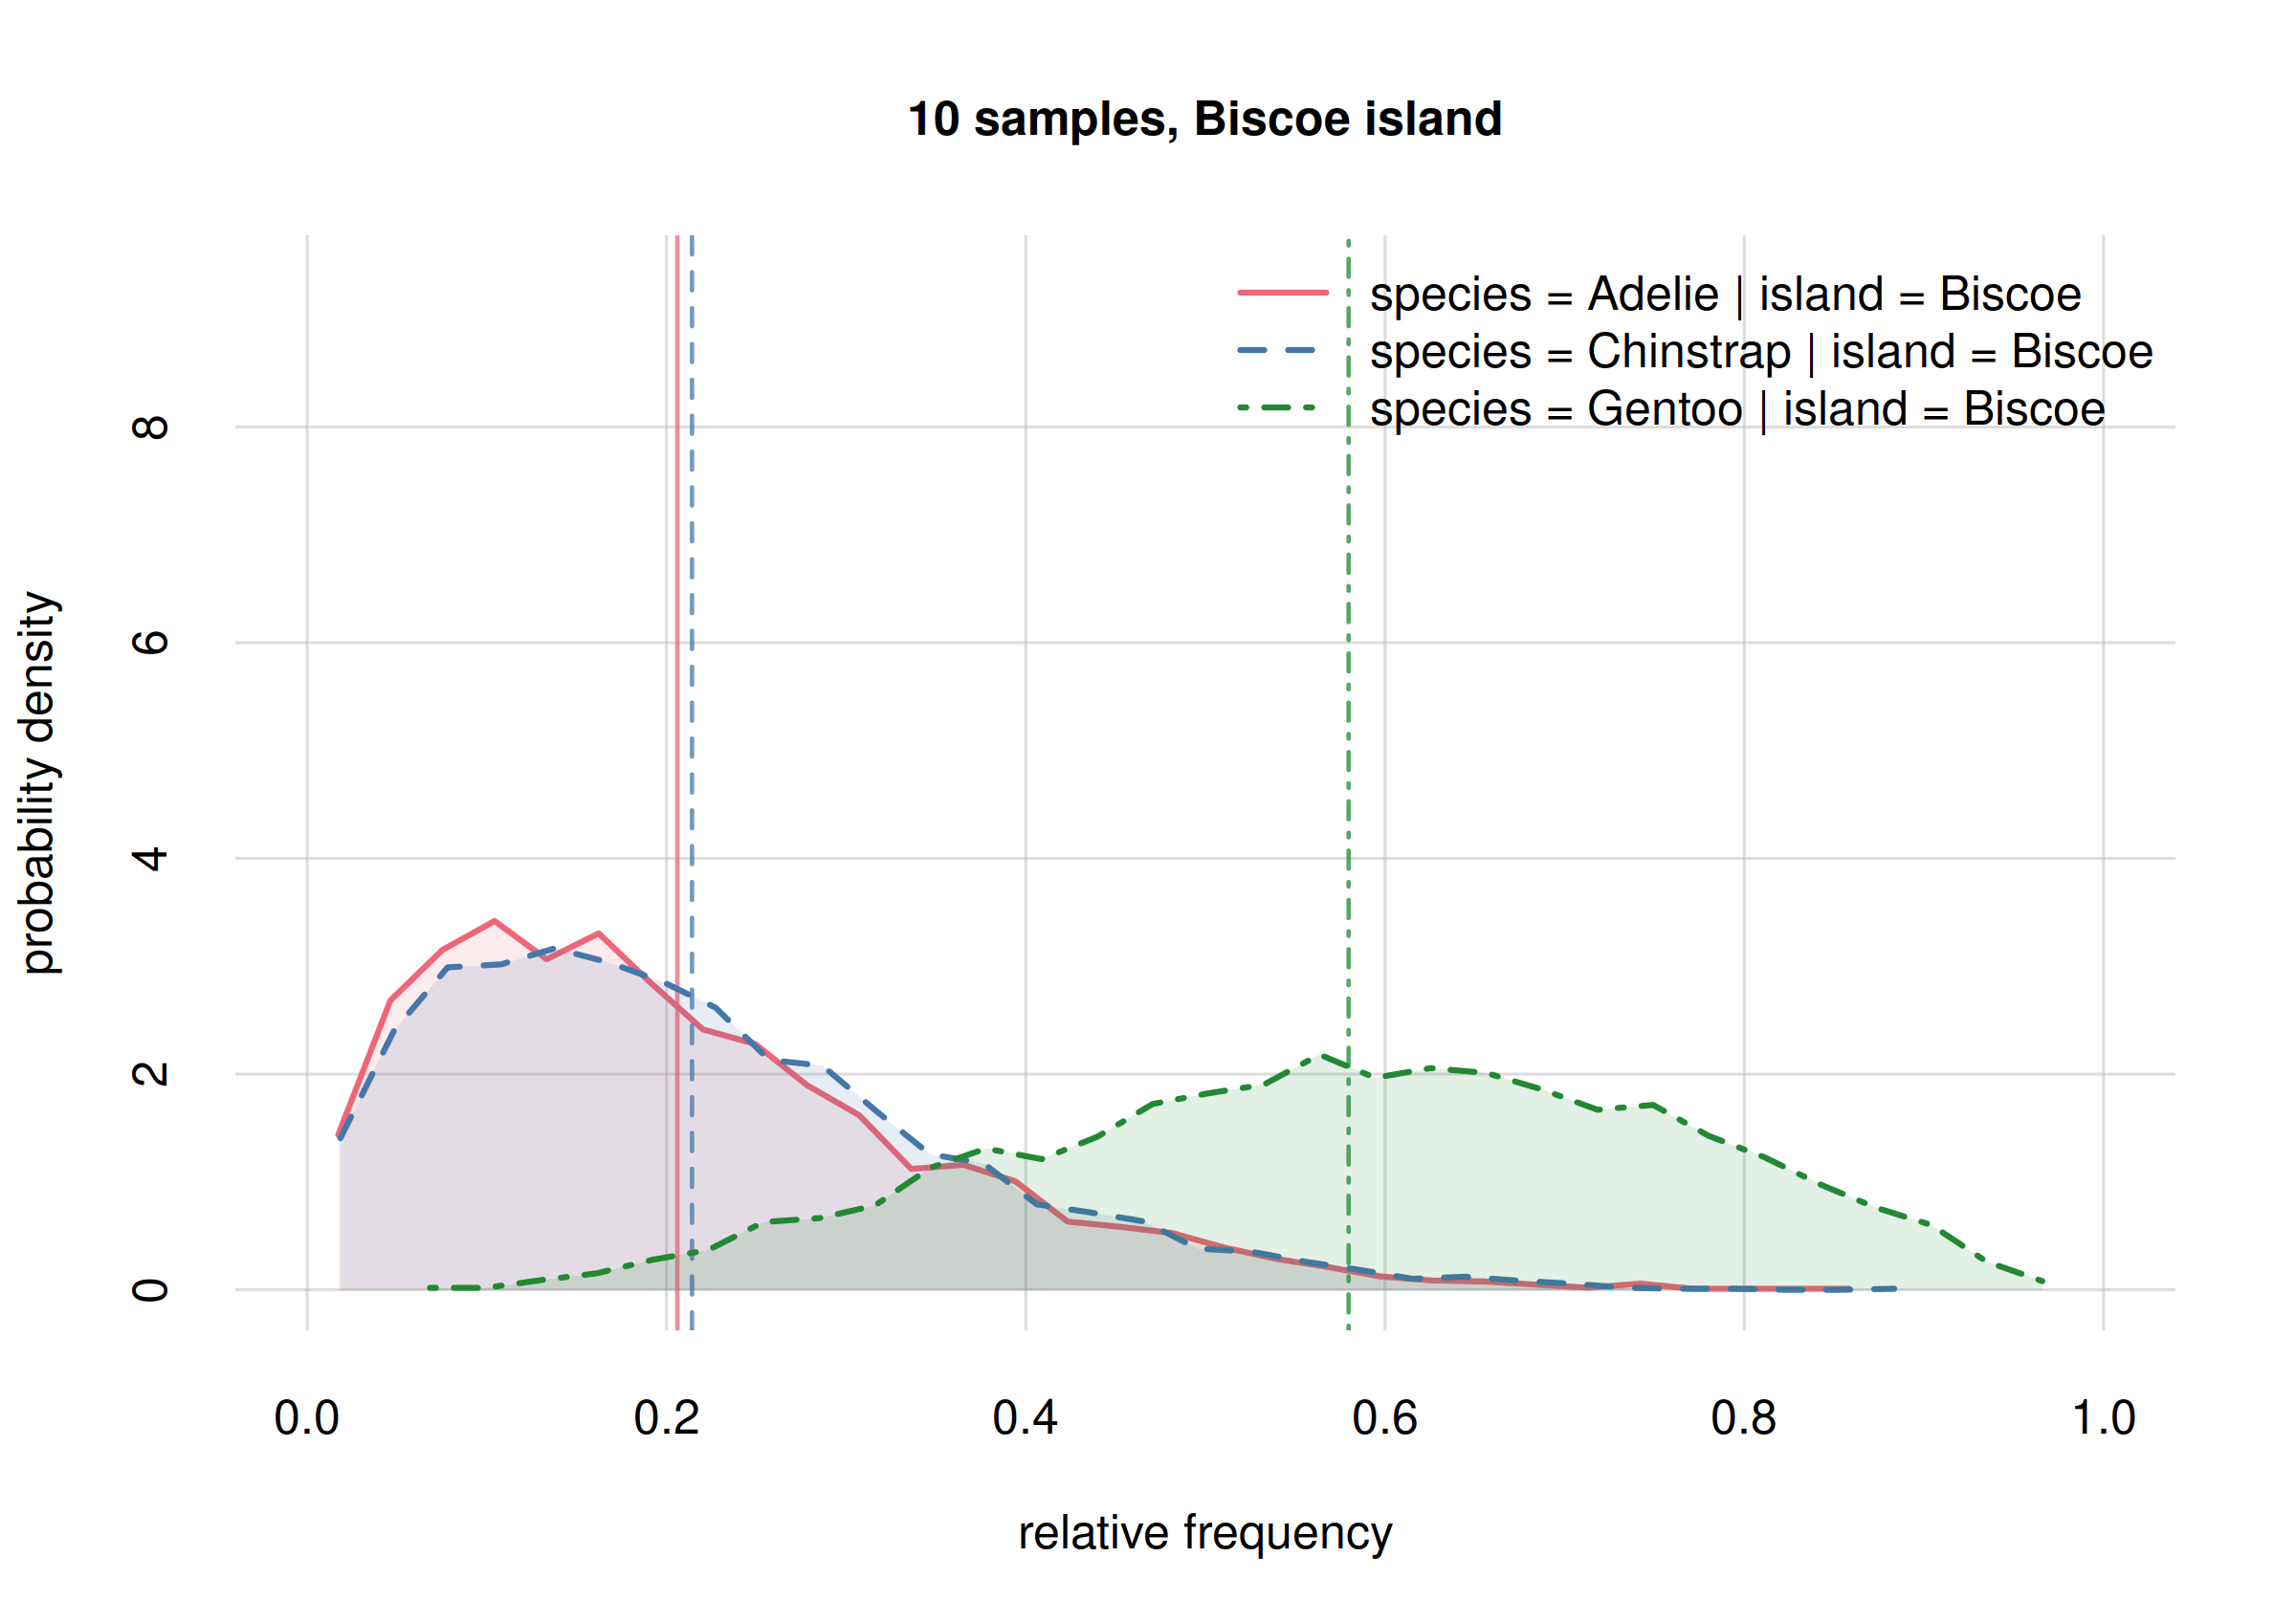 10 samples, Biscoe island
species = Adelie | island = Biscoe
species = Chinstrap | island = Biscoe
species = Gentoo | island = Biscoe
probability density
8
6
4
2
0
0.0 0.2 0.4 0.6 0.8 1.0
relative frequency